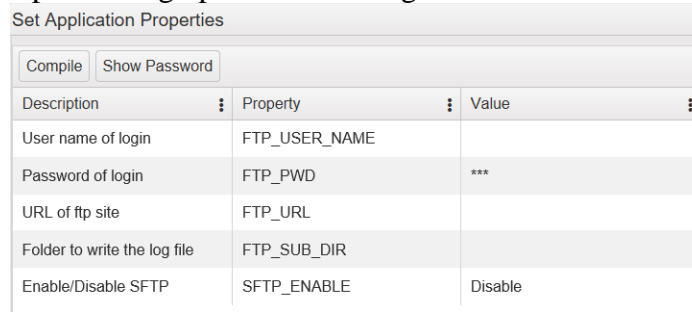 Set Application Properties
Compile Show Password
Description Property Value
User name of login FTP_USER_NAME
Password of login FTP_PWD ***
URL of ftp site FTP_URL
Folder to write the log file FTP_SUB_DIR
Enable/Disable SFTP SFTP_ENABLE Disable